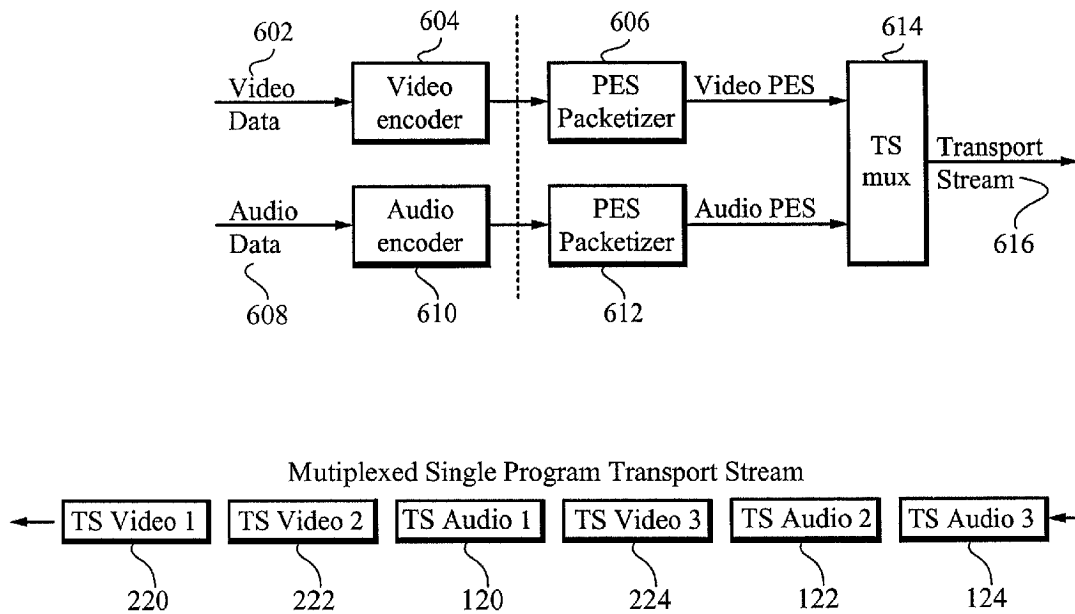 602
604
606
614
Video
Data
Video
encoder
PES
Packetizer
Video PES
TS
mux
Transport
Stream
616
Audio
Data
Audio
encoder
PES
Packetizer
Audio PES
608
610
612
Mutiplexed Single Program Transport Stream
TS Video 1
TS Video 2
TS Audio 1
TS Video 3
TS Audio 2
TS Audio 3
220
222
120
224
122
124